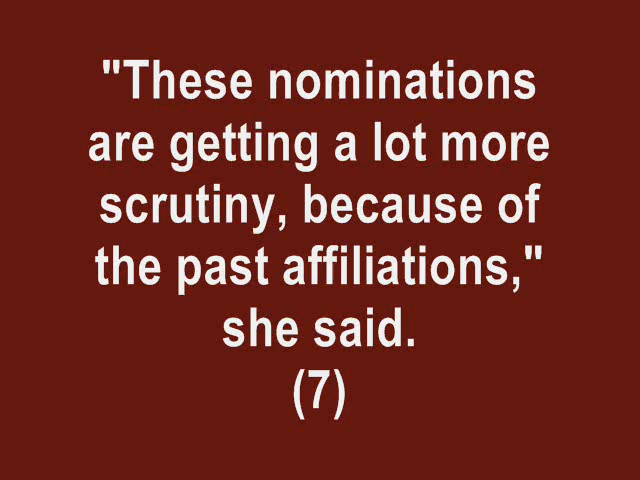 "These nominations
are getting a lot more
scrutiny, because of
the past affiliations,"
she said.
(7)